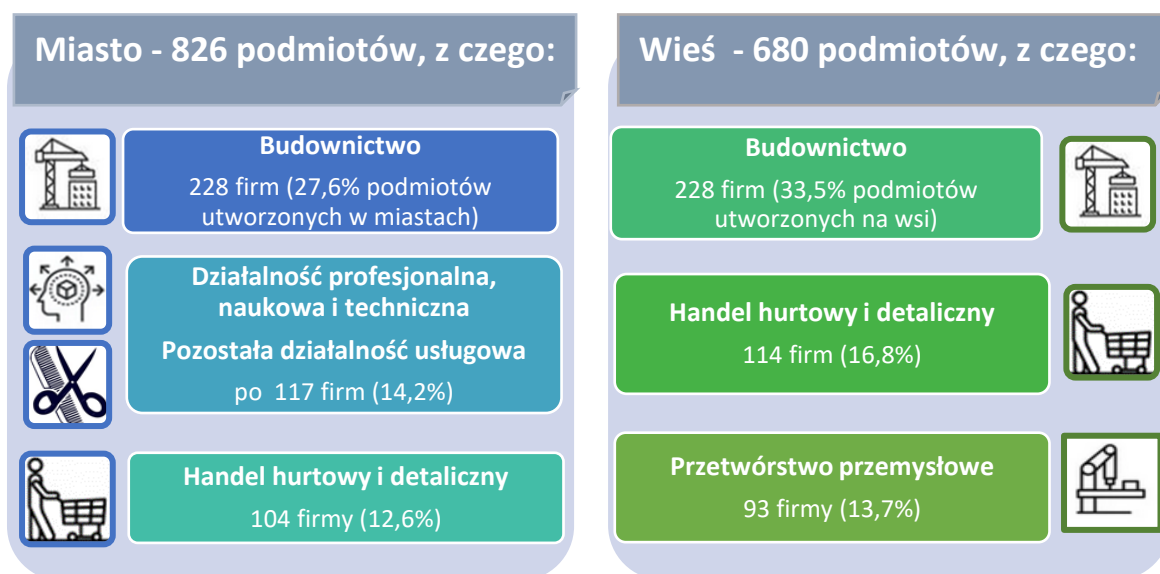 Miasto - 826 podmiotów, z czego:
Budownictwo
228 firm (27,6% podmiotów
utworzonych w miastach)
Działalność profesjonalna,
naukowa i techniczna
Pozostała działalność usługowa
po 117 firm (14,2%)
Handel hurtowy i detaliczny
104 firmy (12,6%)
Wieś - 680 podmiotów, z czego:
Budownictwo
228 firm (33,5% podmiotów
utworzonych na wsi)
Handel hurtowy i detaliczny
114 firm (16,8%)
Przetwórstwo przemysłowe
93 firmy (13,7%)